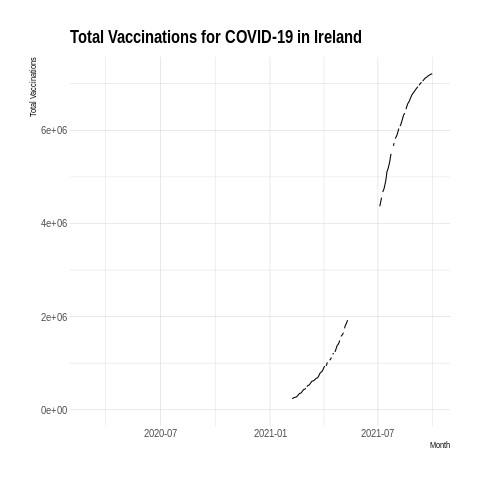 Total Vaccinations for COVID-19 in Ireland
Total Vaccinations
6e+06
4e+06
2e+06
0e+00
2020-07
2021-01
2021-07
Month